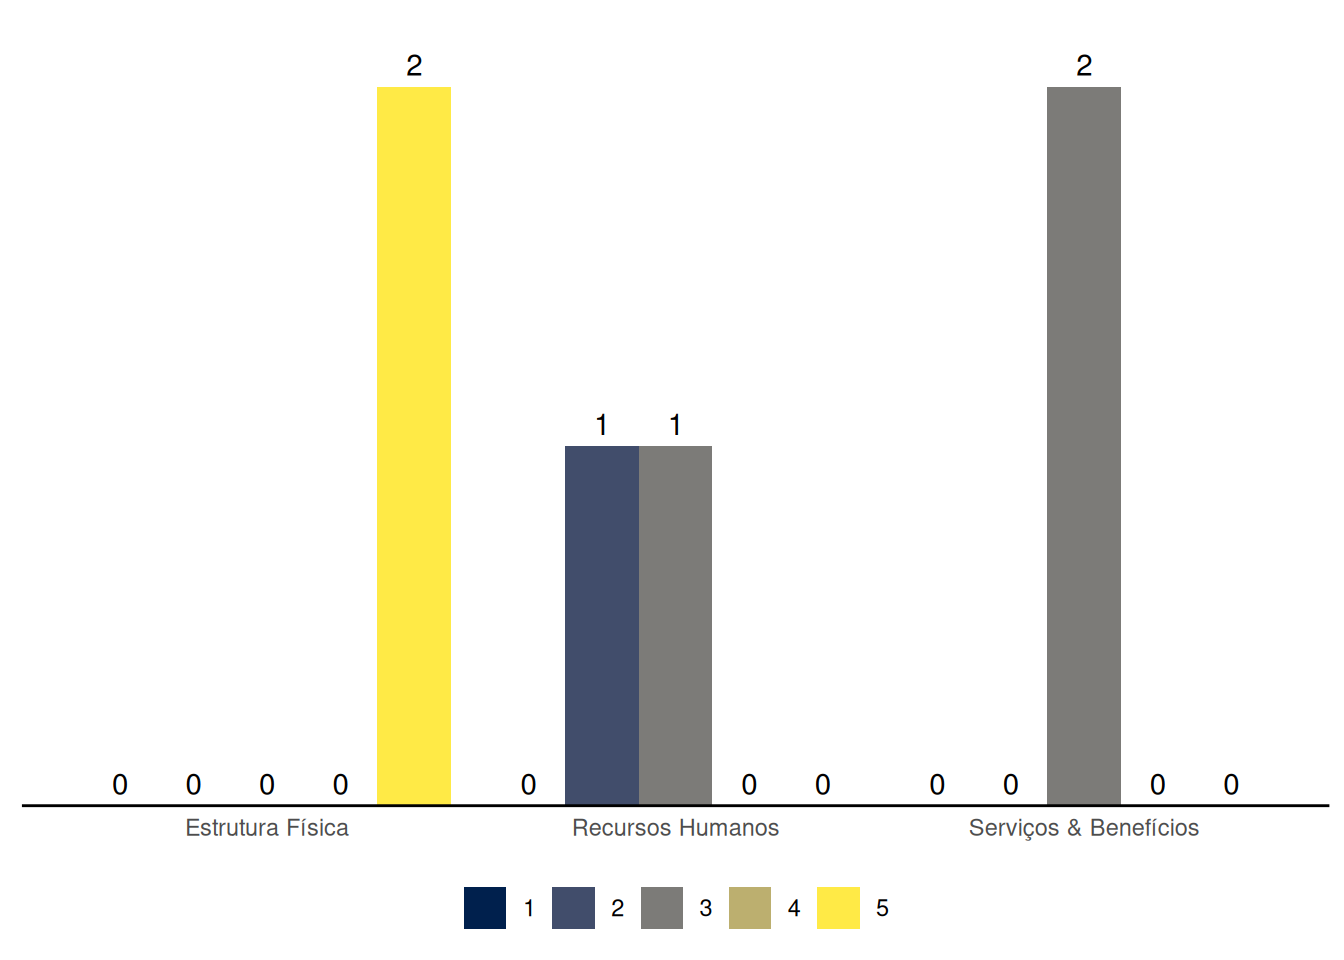 2 2
1 1
0 0 0 0 0 0 0 0 0 0 0
Estrutura Física Recursos Humanos Serviços & Benefícios
1 2 3 4 5